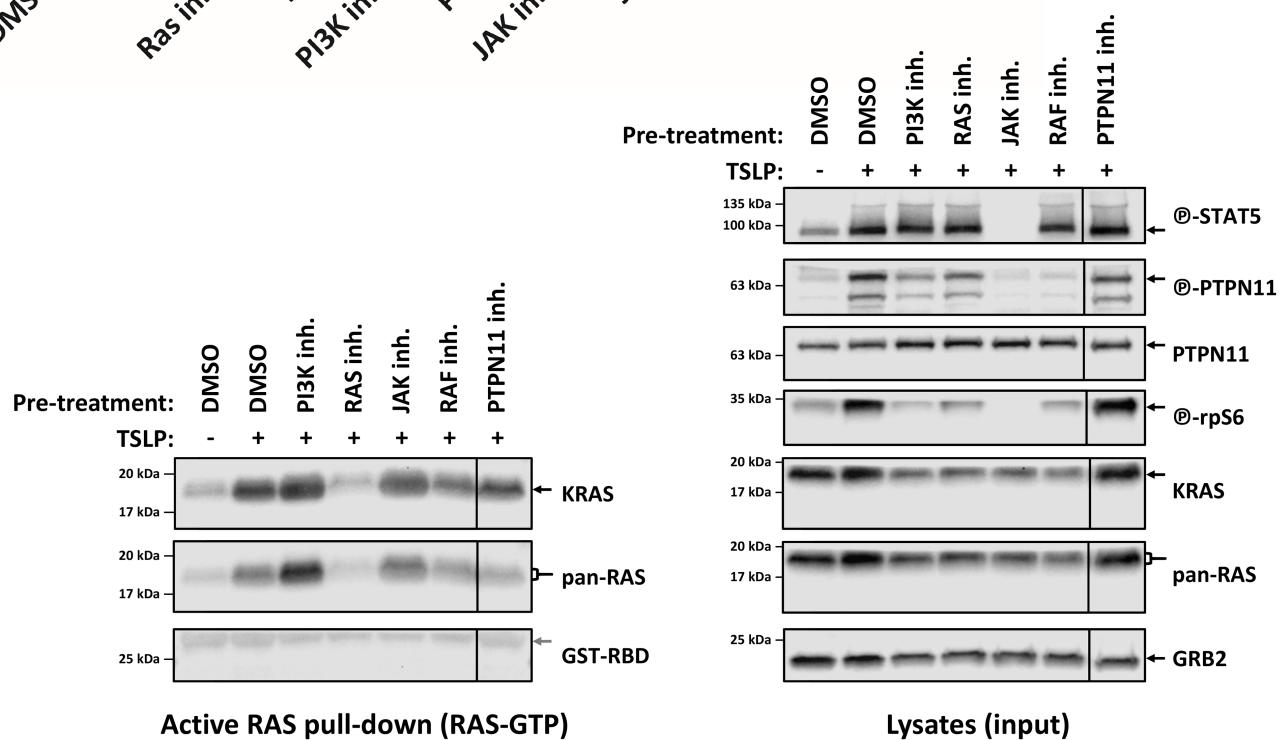 DMSO
Ras inh
PI3K inh
JAK inh
Pre-treatment:
DMSO
DMSO
PI3K inh.
RAS inh.
JAK inh.
RAF inh.
PTPN11 inh.
TSLP: - + + + + + +
135 kDa
100 kDa
Ⓟ-STAT5
63 kDa
Ⓟ-PTPN11
63 kDa
PTPN11
35 kDa
Ⓟ-rpS6
20 kDa
17 kDa
KRAS
20 kDa
17 kDa
pan-RAS
25 kDa
GRB2
Lysates (input)
Pre-treatment:
DMSO
DMSO
PI3K inh.
RAS inh.
JAK inh.
RAF inh.
PTPN11 inh.
TSLP: - + + + + + +
20 kDa
17 kDa
KRAS
20 kDa
17 kDa
pan-RAS
25 kDa
GST-RBD
Active RAS pull-down (RAS-GTP)